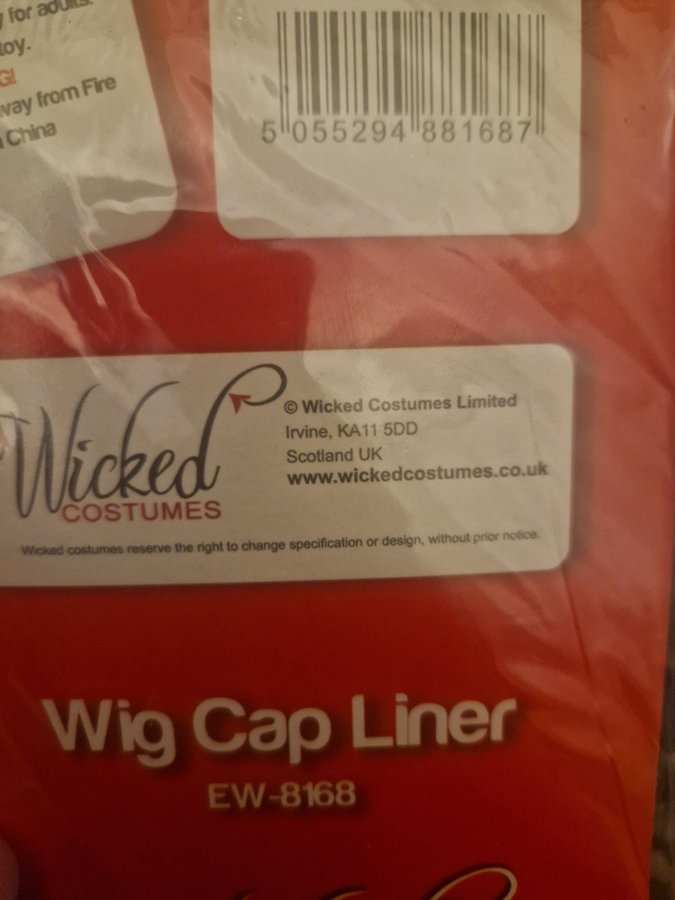 for adults.
toy.
way from Fire
China
5 055294 881687
Wicked
COSTUMES
© Wicked Costumes Limited
Irvine, KA11 5DD
Scotland UK
www.wickedcostumes.co.uk
Wicked costumes reserve the right to change specification or design, without prior notice.
Wig Cap Liner
EW-8168